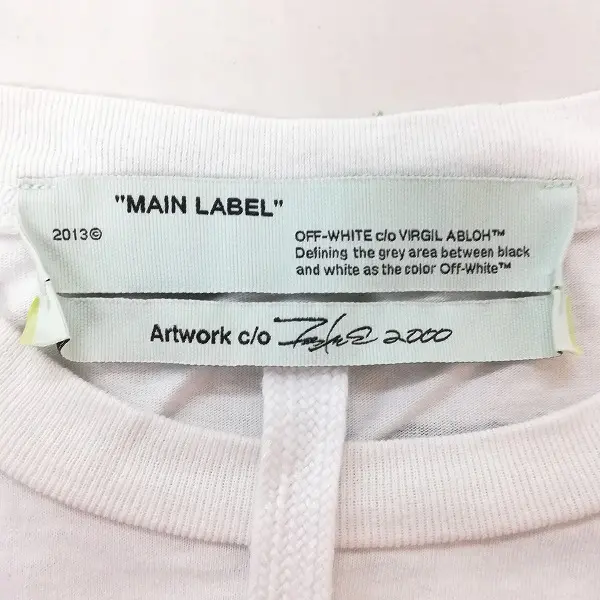 "MAIN LABEL"
2013©
OFF-WHITE c/o VIRGIL ABLOH™
Defining the grey area between black
and white as the color Off-White™
Artwork c/o Futura 2000